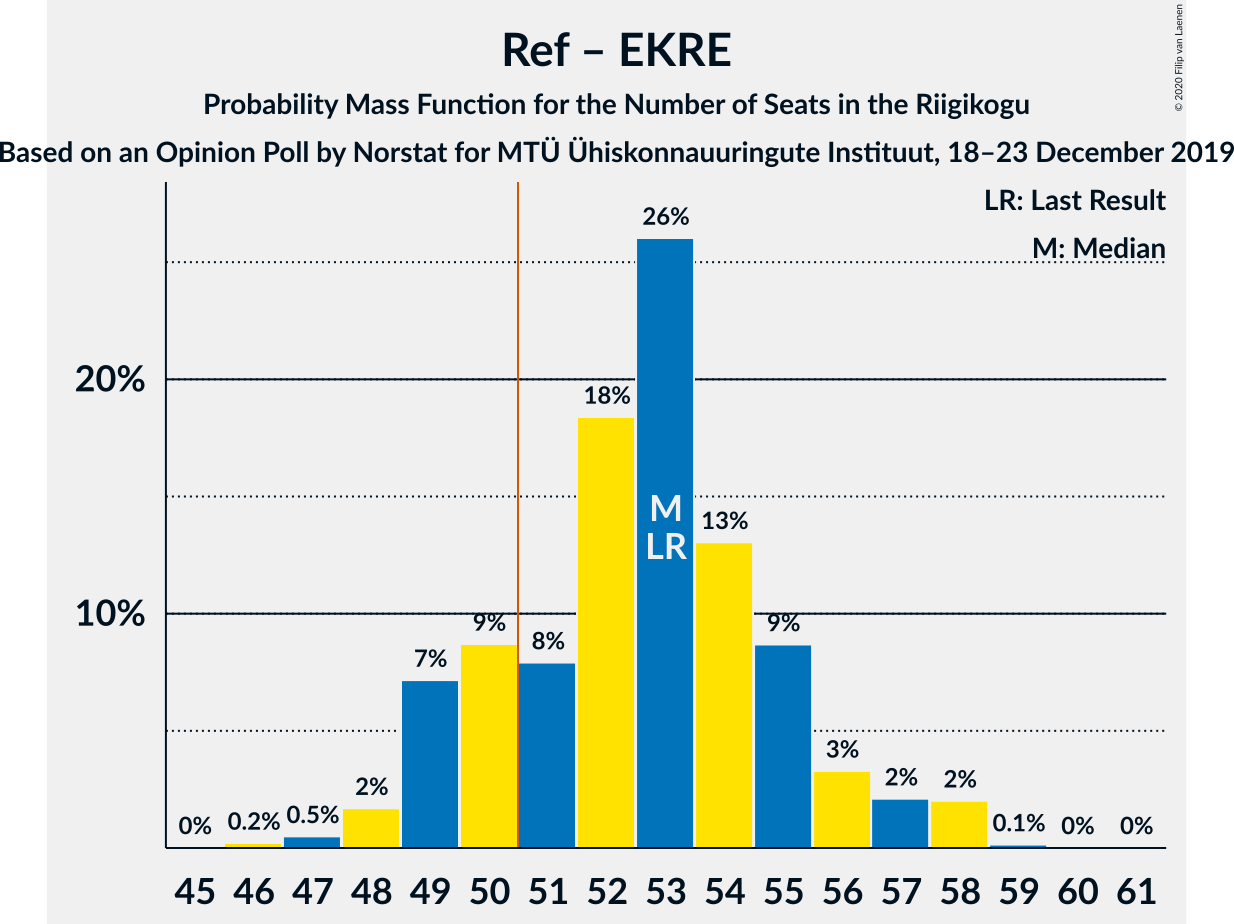 Ref – EKRE
Probability Mass Function for the Number of Seats in the Riigikogu
Based on an Opinion Poll by Norstat for MTÜ Ühiskonnauuringute Instituut, 18–23 December 2019
© 2020 Filip van Laenen
LR: Last Result
M: Median
26%
20%
18%
M
LR
13%
10%
9%
9%
8%
7%
3%
2%
2%
2%
0%
0.2%
0.5%
0.1%
0%
0%
45 46 47 48 49 50 51 52 53 54 55 56 57 58 59 60 61